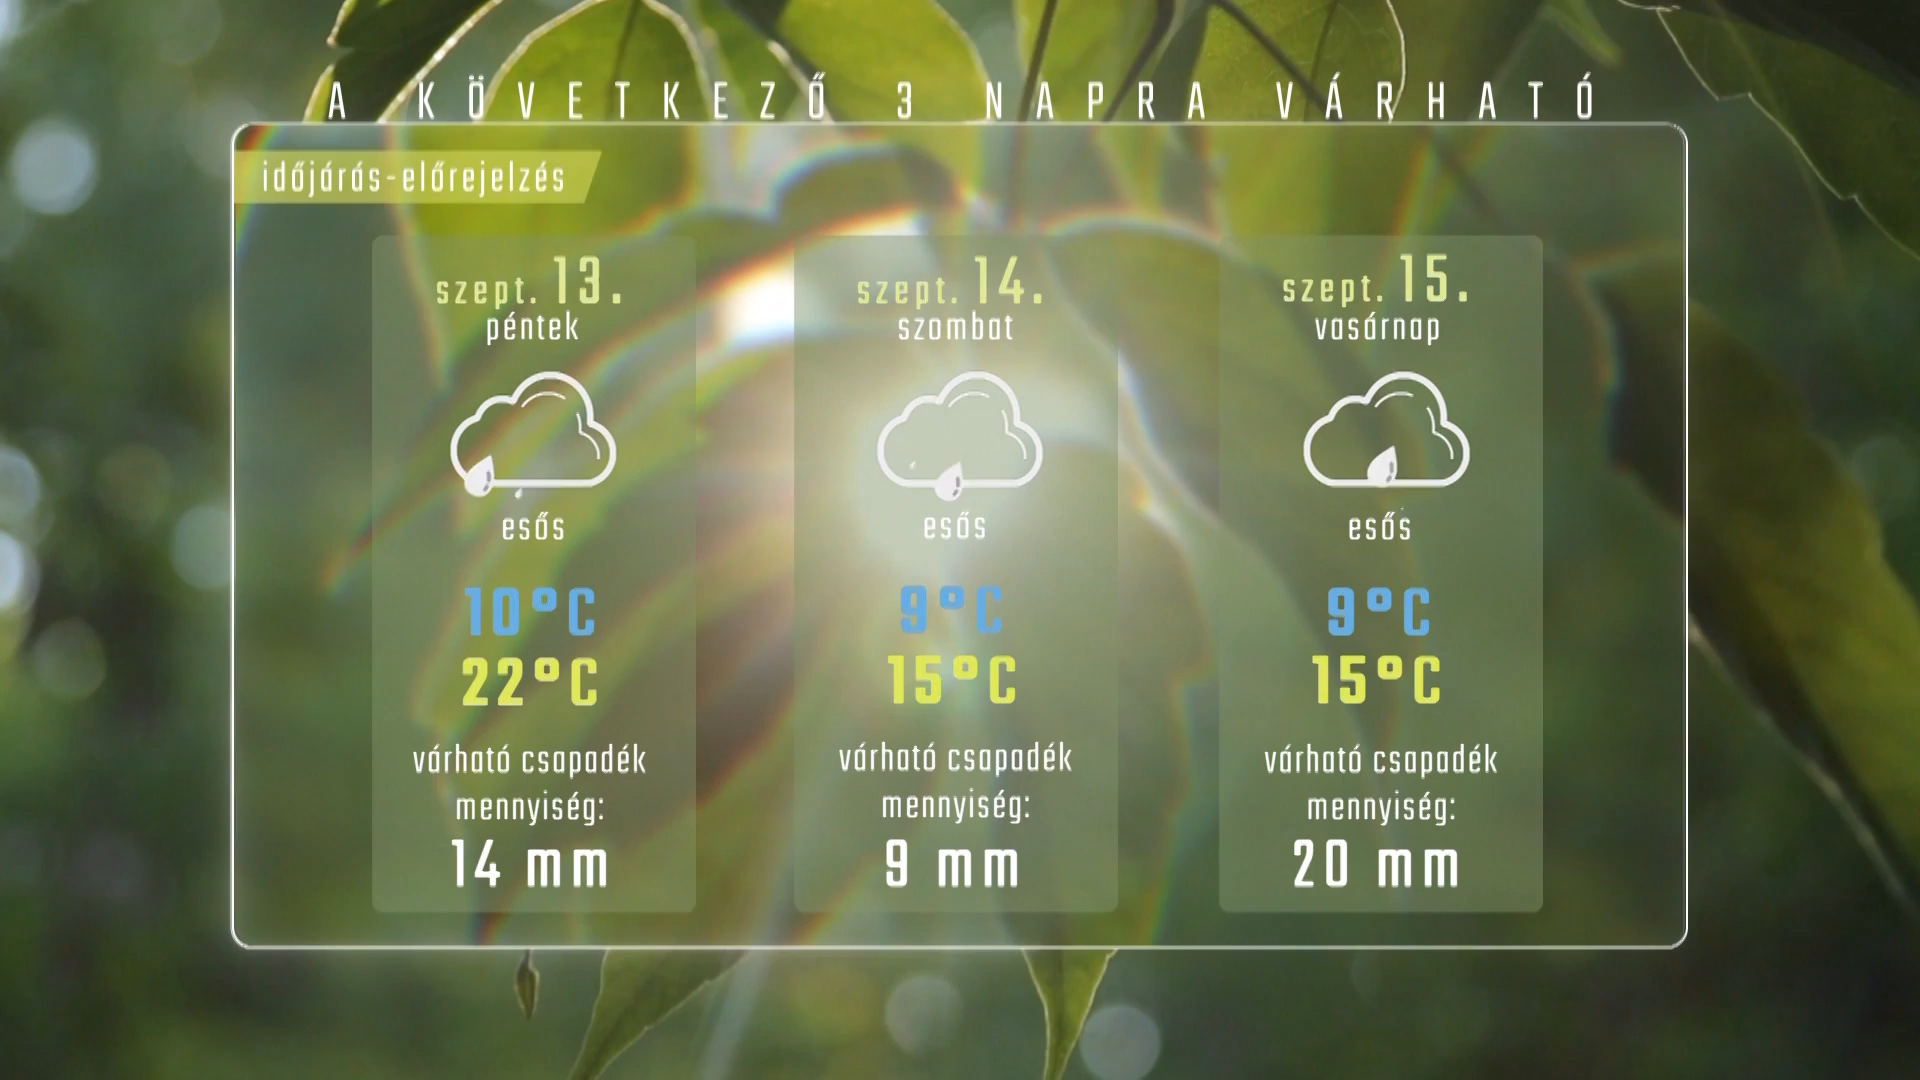 A KÖVETKEZŐ 3 NAPRA VÁRHATÓ
időjárás-előrejelzés
szept. 13.
péntek
esős
10°C
22°C
várható csapadék
mennyiség:
14 mm
szept. 14.
szombat
esős
9°C
15°C
várható csapadék
mennyiség:
9 mm
szept. 15.
vasárnap
esős
9°C
15°C
várható csapadék
mennyiség:
20 mm